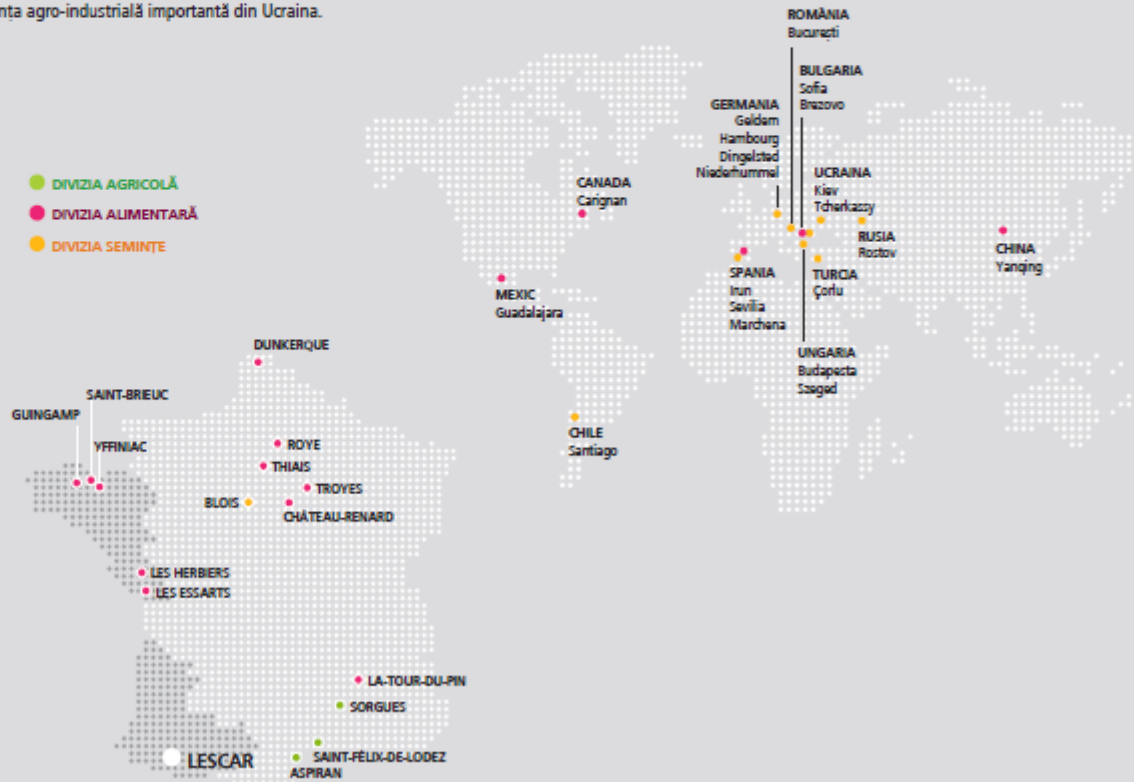 nța agro-industrială importantă din Ucraina.
ROMÂNIA
București
BULGARIA
Sofia
Brezovo
GERMANIA
Geldern
Hambourg
Dingelsted
Niederhummel
UCRAINA
Kiev
Tcherkassy
DIVIZIA AGRICOLĂ
DIVIZIA ALIMENTARĂ
DIVIZIA SEMINȚE
CANADA
Carignan
RUSIA
Rostov
CHINA
Yanqing
MEXIC
Guadalajara
SPANIA
Irun
Sevilia
Marchena
TURCIA
Çorlu
UNGARIA
Budapesta
Szeged
CHILE
Santiago
DUNKERQUE
SAINT-BRIEUC
GUINGAMP
YFFINIAC
ROYE
THIAIS
TROYES
BLOIS
CHÂTEAU-RENARD
LES HERBIERS
LES ESSARTS
LA-TOUR-DU-PIN
SORGUES
SAINT-FÉLIX-DE-LODEZ
LESCAR
ASPIRAN